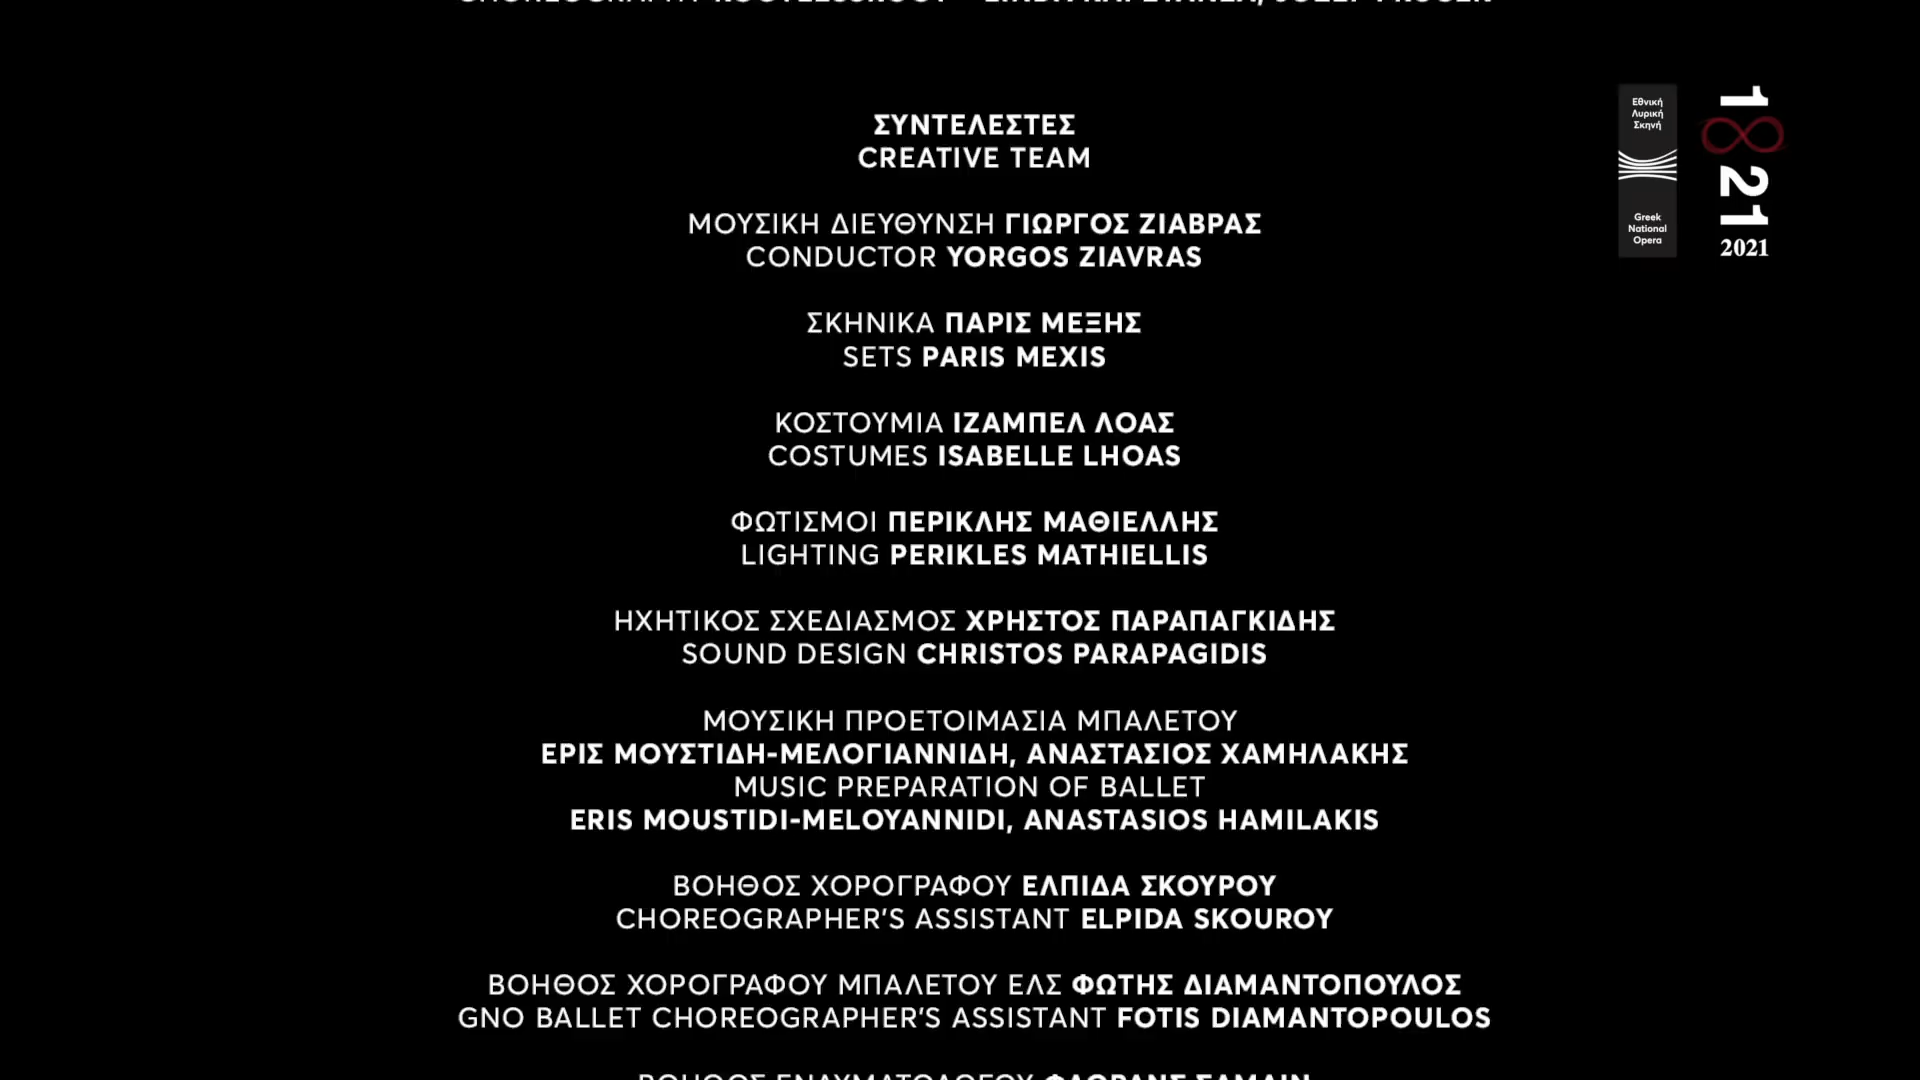 ΣΥΝΤΕΛΕΣΤΕΣ
CREATIVE TEAM
ΜΟΥΣΙΚΗ ΔΙΕΥΘΥΝΣΗ ΓΙΩΡΓΟΣ ΖΙΑΒΡΑΣ
CONDUCTOR YORGOS ZIAVRAS
ΣΚΗΝΙΚΑ ΠΑΡΙΣ ΜΕΞΗΣ
SETS PARIS MEXIS
ΚΟΣΤΟΥΜΙΑ ΙΖΑΜΠΕΛ ΛΟΑΣ
COSTUMES ISABELLE LHOAS
ΦΩΤΙΣΜΟΙ ΠΕΡΙΚΛΗΣ ΜΑΘΙΕΛΛΗΣ
LIGHTING PERIKLES MATHIELLIS
ΗΧΗΤΙΚΟΣ ΣΧΕΔΙΑΣΜΟΣ ΧΡΗΣΤΟΣ ΠΑΡΑΠΑΓΚΙΔΗΣ
SOUND DESIGN CHRISTOS PARAPAGIDIS
ΜΟΥΣΙΚΗ ΠΡΟΕΤΟΙΜΑΣΙΑ ΜΠΑΛΕΤΟΥ
ΕΡΙΣ ΜΟΥΣΤΙΔΗ-ΜΕΛΟΓΙΑΝΝΙΔΗ, ΑΝΑΣΤΑΣΙΟΣ ΧΑΜΗΛΑΚΗΣ
MUSIC PREPARATION OF BALLET
ERIS MOUSTIDI-MELOYANNIDI, ANASTASIOS HAMILAKIS
ΒΟΗΘΟΣ ΧΟΡΟΓΡΑΦΟΥ ΕΛΠΙΔΑ ΣΚΟΥΡΟΥ
CHOREOGRAPHER'S ASSISTANT ELPIDA SKOUROY
ΒΟΗΘΟΣ ΧΟΡΟΓΡΑΦΟΥ ΜΠΑΛΕΤΟΥ ΕΛΣ ΦΩΤΗΣ ΔΙΑΜΑΝΤΟΠΟΥΛΟΣ
GNO BALLET CHOREOGRAPHER'S ASSISTANT FOTIS DIAMANTOPOULOS
Εθνική
Λυρική
Σκηνή
Greek
National
Opera
1821
2021